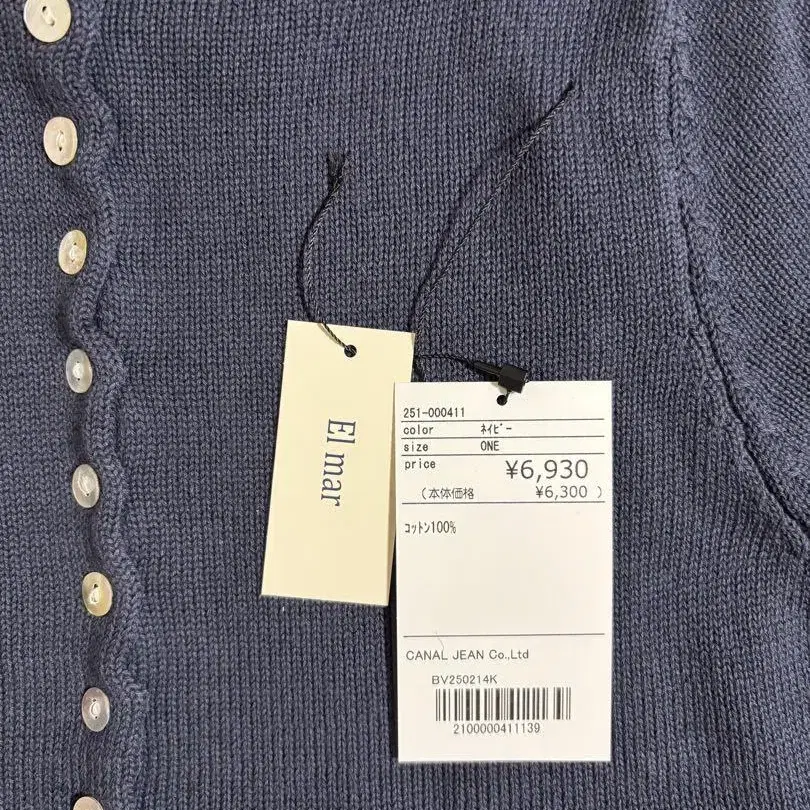 El mar
251-000411
color ﾈｲﾋﾞｰ
size ONE
price
¥6,930
(本体価格 ¥6,300 )
ｺｯﾄﾝ100%
CANAL JEAN Co.,Ltd
BV250214K
2100000411139